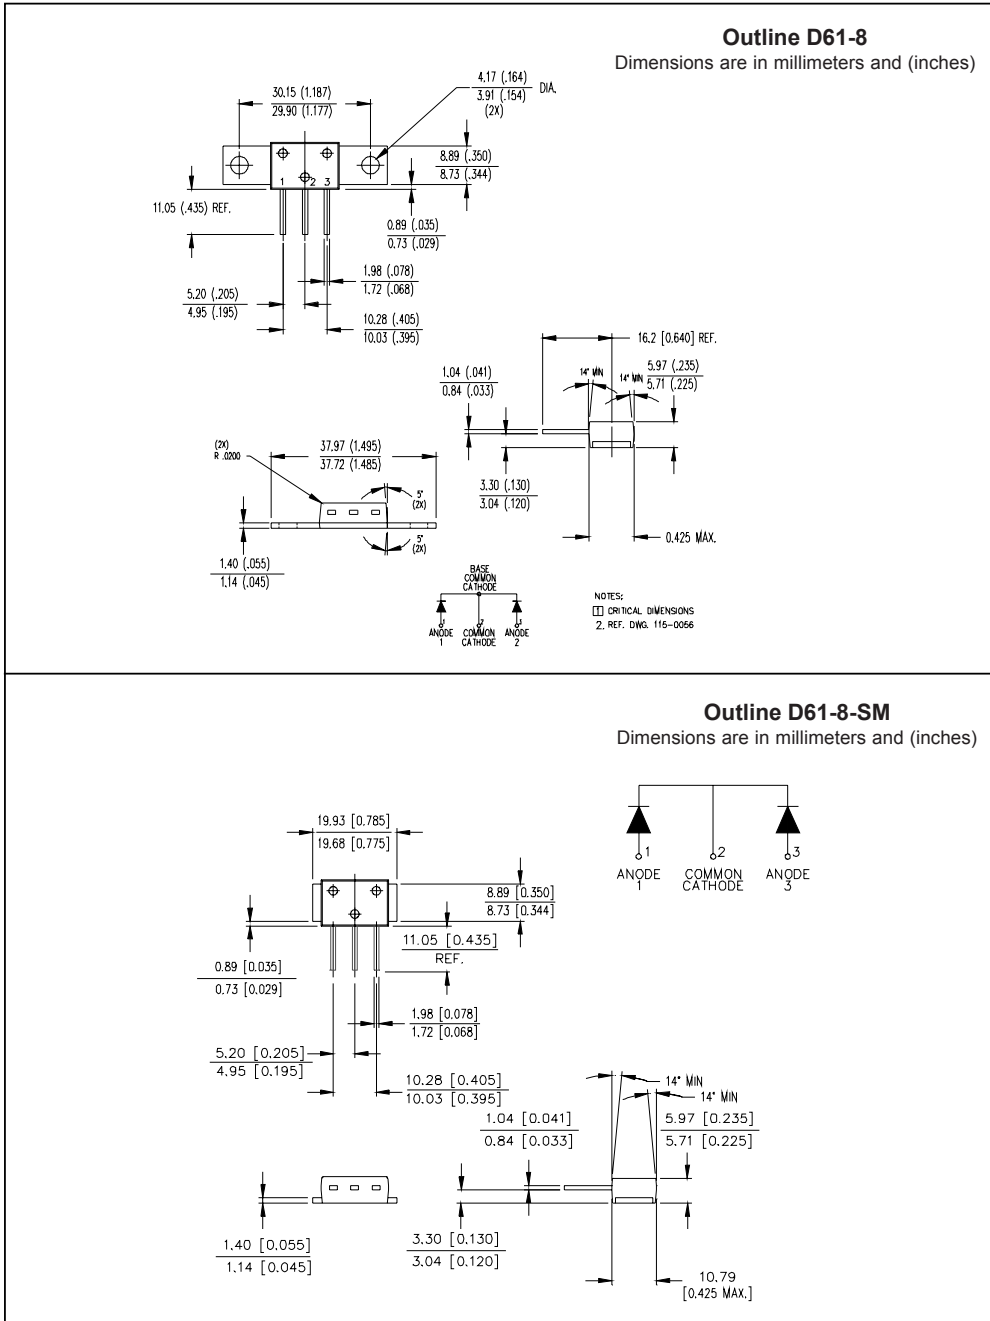 Outline D61-8
Dimensions are in millimeters and (inches)
30.15 (1.187)
29.90 (1.177)
4.17 (.164)
3.91 (.154)
DIA.
(2X)
8.89 (.350)
8.73 (.344)
1 2 3
11.05 (.435) REF.
0.89 (.035)
0.73 (.029)
1.98 (.078)
1.72 (.068)
5.20 (.205)
4.95 (.195)
10.28 (.405)
10.03 (.395)
16.2 [0.640] REF.
1.04 (.041)
0.84 (.033)
14° MIN
14° MIN
5.97 (.235)
5.71 (.225)
(2X)
R .0200
37.97 (1.495)
37.72 (1.485)
5°
(2X)
3.30 (.130)
3.04 (.120)
0.425 MAX.
5°
(2X)
1.40 (.055)
1.14 (.045)
BASE
COMMON
CATHODE
1 2 3
ANODE
1
COMMON
CATHODE
ANODE
2
NOTES:
1 CRITICAL DIMENSIONS
2. REF. DWG. 115-0056
Outline D61-8-SM
Dimensions are in millimeters and (inches)
19.93 [0.785]
19.68 [0.775]
1 2 3
ANODE
1
COMMON
CATHODE
ANODE
3
8.89 [0.350]
8.73 [0.344]
11.05 [0.435]
REF.
0.89 [0.035]
0.73 [0.029]
1.98 [0.078]
1.72 [0.068]
5.20 [0.205]
4.95 [0.195]
10.28 [0.405]
10.03 [0.395]
14° MIN
14° MIN
1.04 [0.041]
0.84 [0.033]
5.97 [0.235]
5.71 [0.225]
1.40 [0.055]
1.14 [0.045]
3.30 [0.130]
3.04 [0.120]
10.79
[0.425 MAX.]